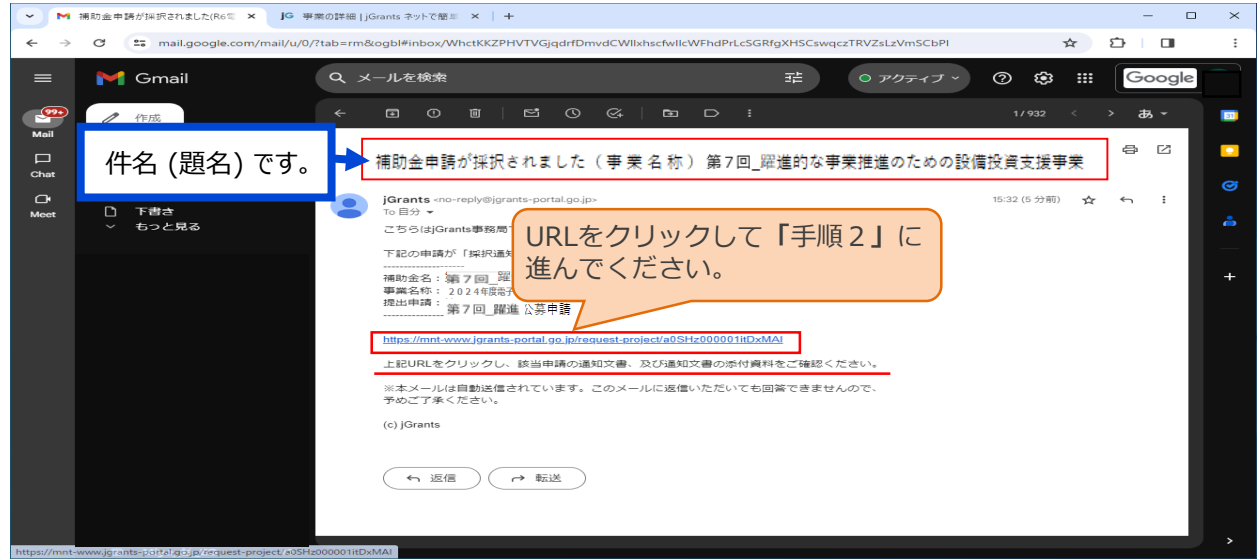 補助金申請が採択されました(R6電
事業の詳細 | jGrants ネットで簡
mail.google.com/mail/u/0/?tab=rm&ogbl#inbox/WhctKKZPHVTVGjqdrfDmvdCWllxhscfwllcWFhdPrLcSGRfgXHSCswqczTRVZsLzVmSCbPl
Gmail
メールを検索
アクティブ
Google
99+
Mail
作成
1/932
あ
31
Chat
件名 (題名) です。
補助金申請が採択されました(事業名称)第7回_躍進的な事業推進のための設備投資支援事業
Meet
下書き
もっと見る
jGrants <no-reply@jgrants-portal.go.jp>
15:32 (5 分前)
To 自分
こちらはjGrants事務局
URLをクリックして「手順2」に
進んでください。
下記の申請が「採択通知
--------------------
補助金名:第7回_躍
事業名称: 2024年度電子
提出申請: 第7回_躍進 公募申請
--------------------
https://mnt-www.jgrants-portal.go.jp/request-project/a0SHz000001itDxMAI
上記URLをクリックし、該当申請の通知文書、及び通知文書の添付資料をご確認ください。
※本メールは自動送信されています。このメールに返信いただいても回答できませんので、
予めご了承ください。
(c) jGrants
返信
転送
https://mnt-www.jgrants-portal.go.jp/request-project/a0SHz000001itDxMAI